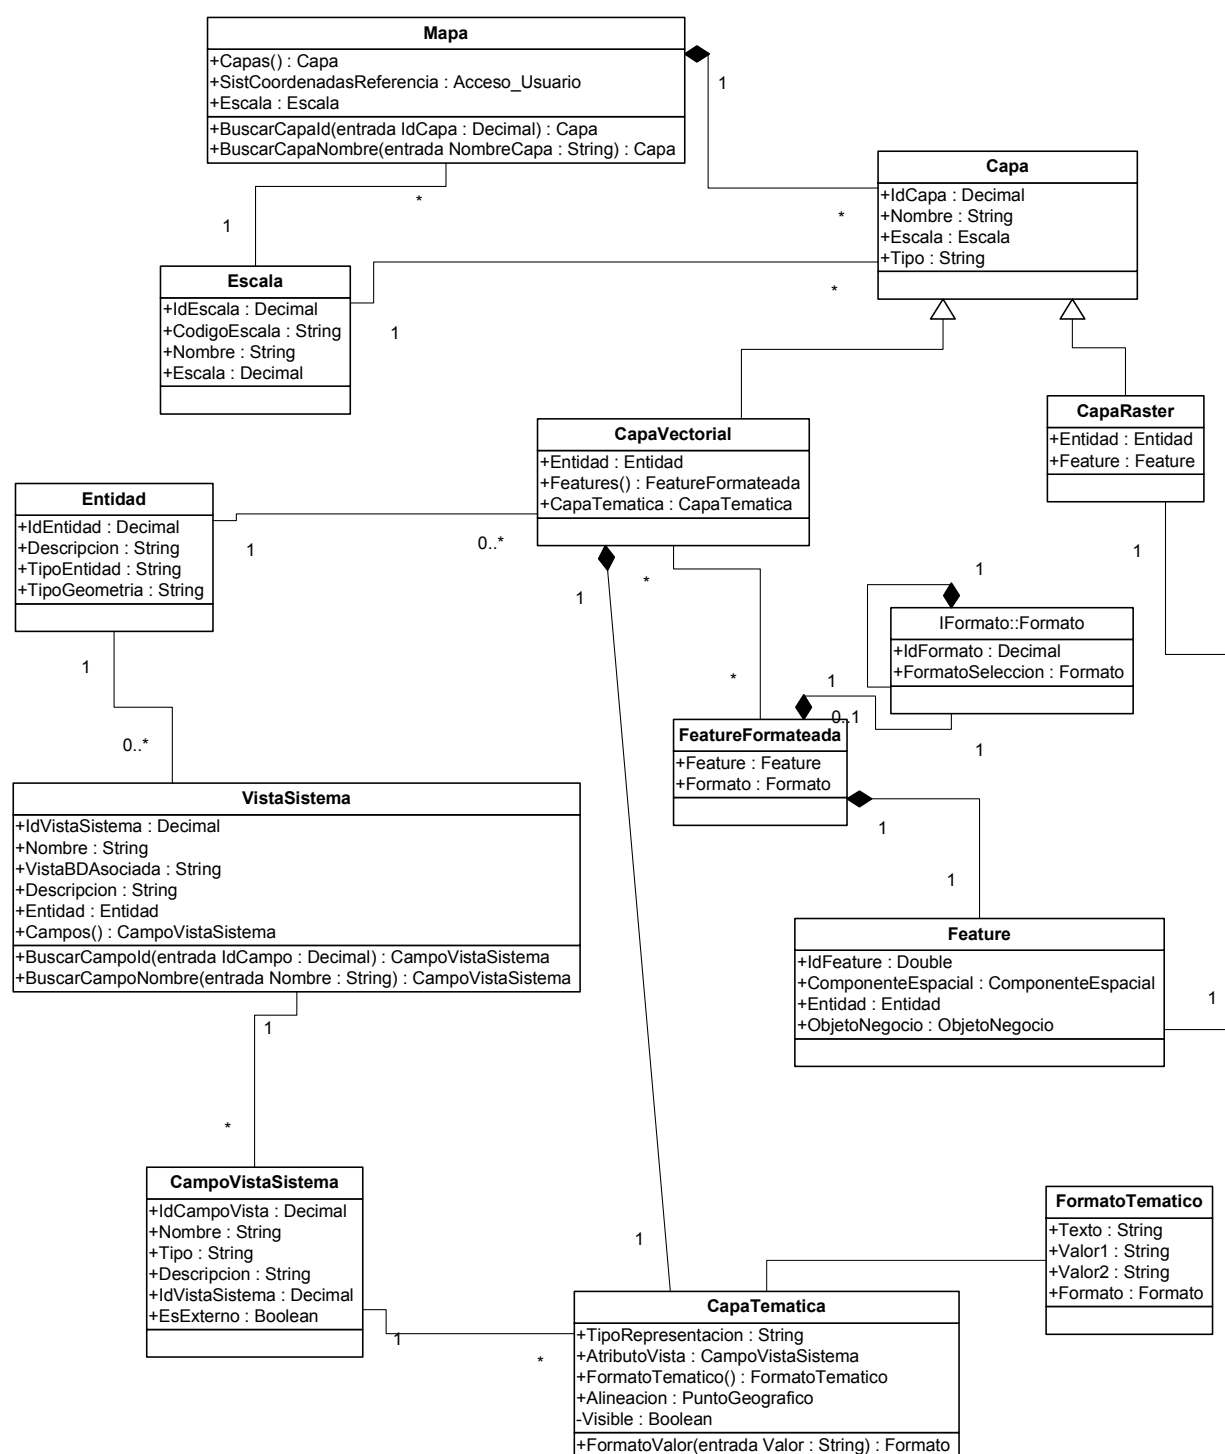 Mapa
+Capas() : Capa
+SistCoordenadasReferencia : Acceso_Usuario
+Escala : Escala
+BuscarCapaId(entrada IdCapa : Decimal) : Capa
+BuscarCapaNombre(entrada NombreCapa : String) : Capa
1
*
*
1
Capa
+IdCapa : Decimal
+Nombre : String
+Escala : Escala
+Tipo : String
Escala
+IdEscala : Decimal
+CodigoEscala : String
+Nombre : String
+Escala : Decimal
1
*
CapaVectorial
+Entidad : Entidad
+Features() : FeatureFormateada
+CapaTematica : CapaTematica
CapaRaster
+Entidad : Entidad
+Feature : Feature
1
Entidad
+IdEntidad : Decimal
+Descripcion : String
+TipoEntidad : String
+TipoGeometria : String
1
0..*
1
*
*
1
IFormato::Formato
+IdFormato : Decimal
+FormatoSeleccion : Formato
1
0..1
1
1
0..*
FeatureFormateada
+Feature : Feature
+Formato : Formato
1
1
VistaSistema
+IdVistaSistema : Decimal
+Nombre : String
+VistaBDAsociada : String
+Descripcion : String
+Entidad : Entidad
+Campos() : CampoVistaSistema
+BuscarCampoId(entrada IdCampo : Decimal) : CampoVistaSistema
+BuscarCampoNombre(entrada Nombre : String) : CampoVistaSistema
1
*
Feature
+IdFeature : Double
+ComponenteEspacial : ComponenteEspacial
+Entidad : Entidad
+ObjetoNegocio : ObjetoNegocio
1
CampoVistaSistema
+IdCampoVista : Decimal
+Nombre : String
+Tipo : String
+Descripcion : String
+IdVistaSistema : Decimal
+EsExterno : Boolean
1
*
1
FormatoTematico
+Texto : String
+Valor1 : String
+Valor2 : String
+Formato : Formato
CapaTematica
+TipoRepresentacion : String
+AtributoVista : CampoVistaSistema
+FormatoTematico() : FormatoTematico
+Alineacion : PuntoGeografico
-Visible : Boolean
+FormatoValor(entrada Valor : String) : Formato